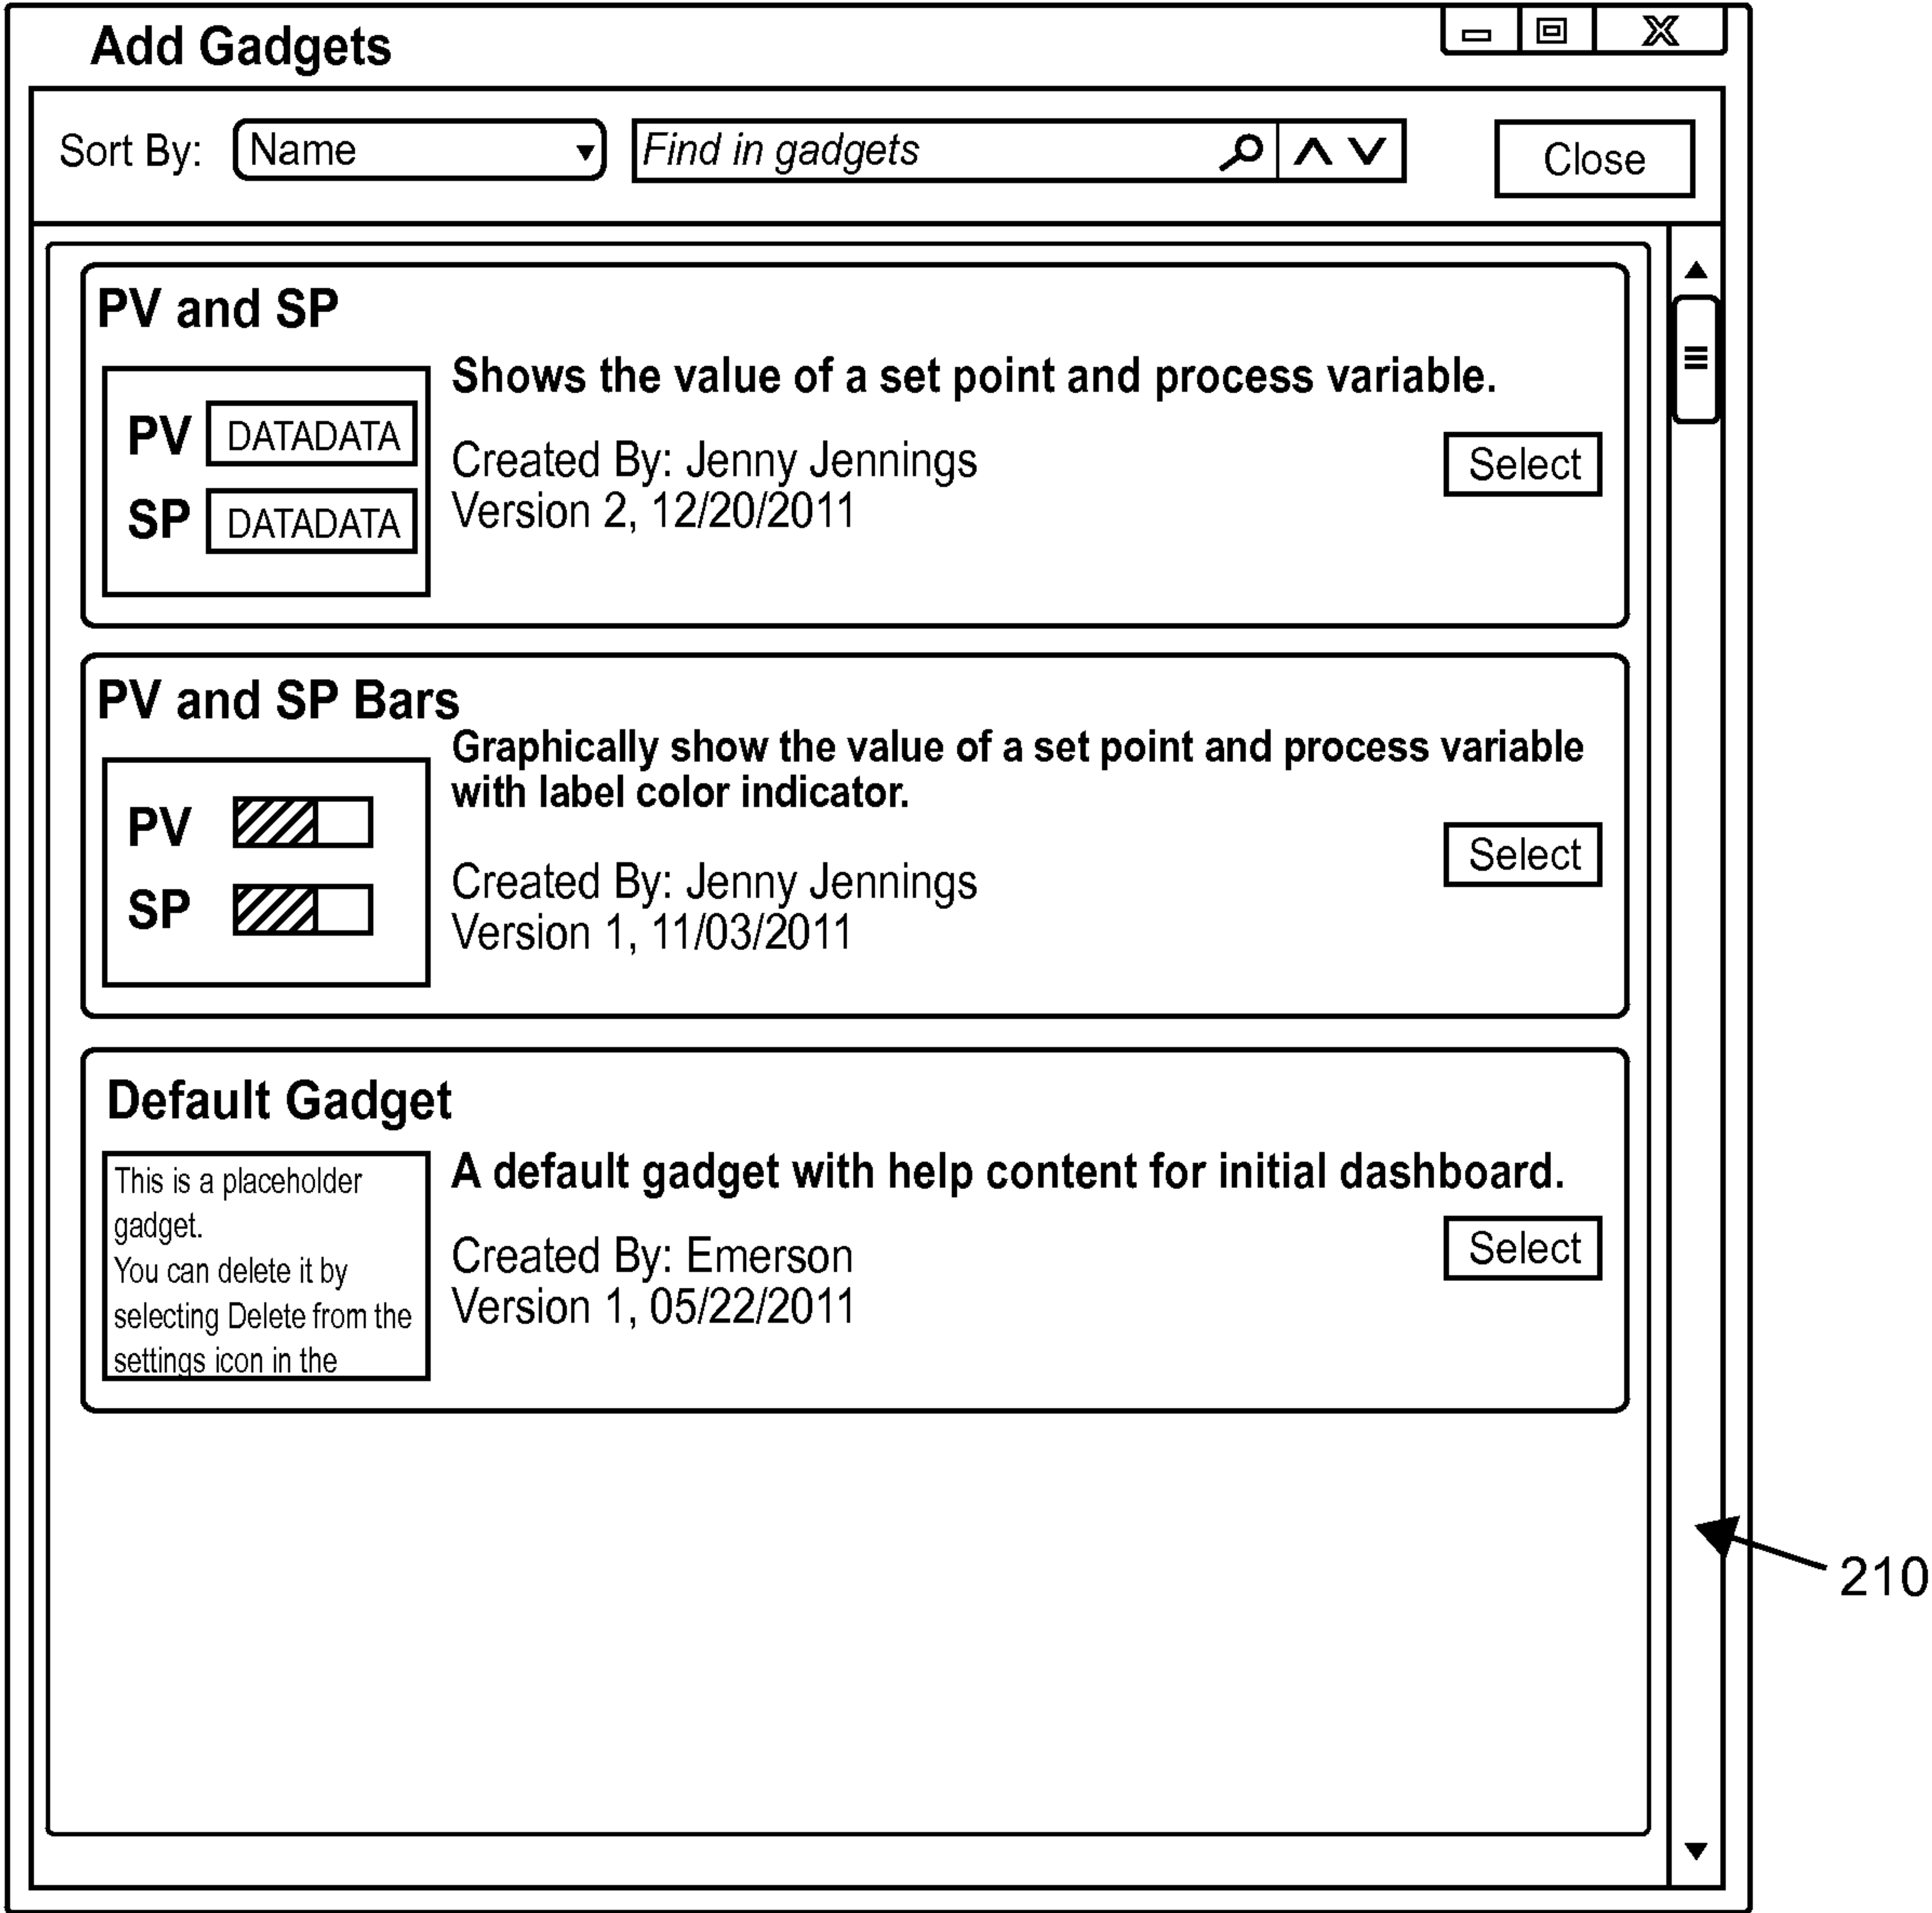 Add Gadgets
X
Sort By: Name Find in gadgets Close
PV and SP
Shows the value of a set point and process variable.
PV DATADATA
SP DATADATA
Created By: Jenny Jennings
Version 2, 12/20/2011
Select
PV and SP Bars
Graphically show the value of a set point and process variable
with label color indicator.
PV
SP
Created By: Jenny Jennings
Version 1, 11/03/2011
Select
Default Gadget
This is a placeholder
gadget.
You can delete it by
selecting Delete from the
settings icon in the
A default gadget with help content for initial dashboard.
Created By: Emerson
Version 1, 05/22/2011
Select
210